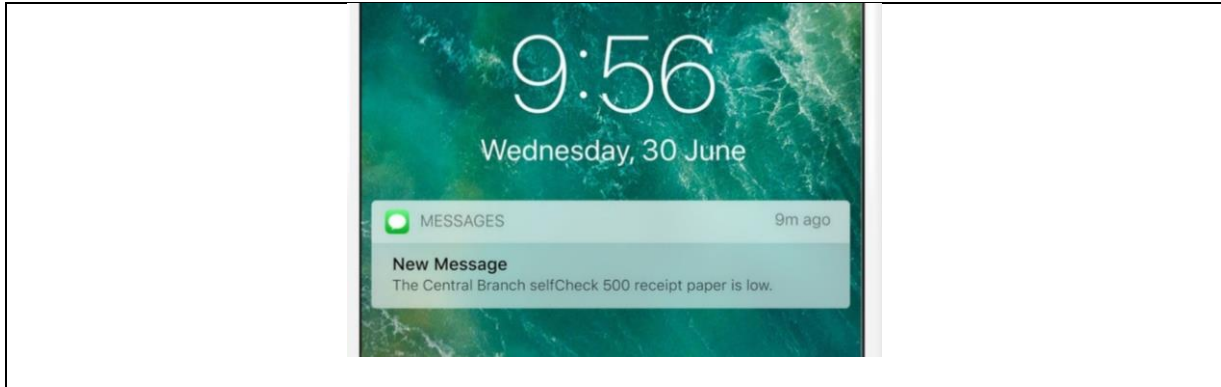 9:56
Wednesday, 30 June
MESSAGES 9m ago
New Message
The Central Branch selfCheck 500 receipt paper is low.